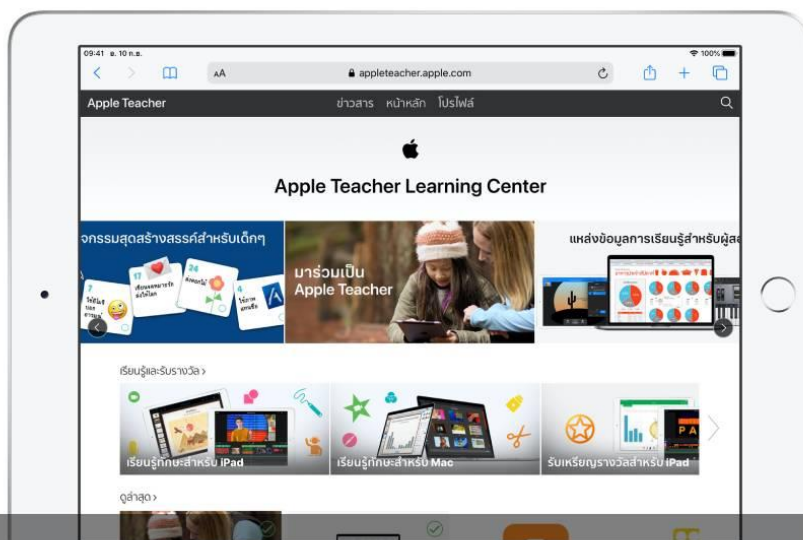 09:41 อ. 10 ก.ย.
100%
AA
appleteacher.apple.com
Apple Teacher
ข่าวสาร หน้าหลัก โปรไฟล์
Apple Teacher Learning Center
จกรรมสุดสร้างสรรค์สำหรับเด็กๆ
มาร่วมเป็น
Apple Teacher
แหล่งข้อมูลการเรียนรู้สำหรับผู้ส
17
24
7
4
เรียนรู้และรับรางวัล >
เรียนรู้ทักษะสำหรับ iPad
เรียนรู้ทักษะสำหรับ Mac
รับเหรียญรางวัลสำหรับ iPad
ดูล่าสุด >